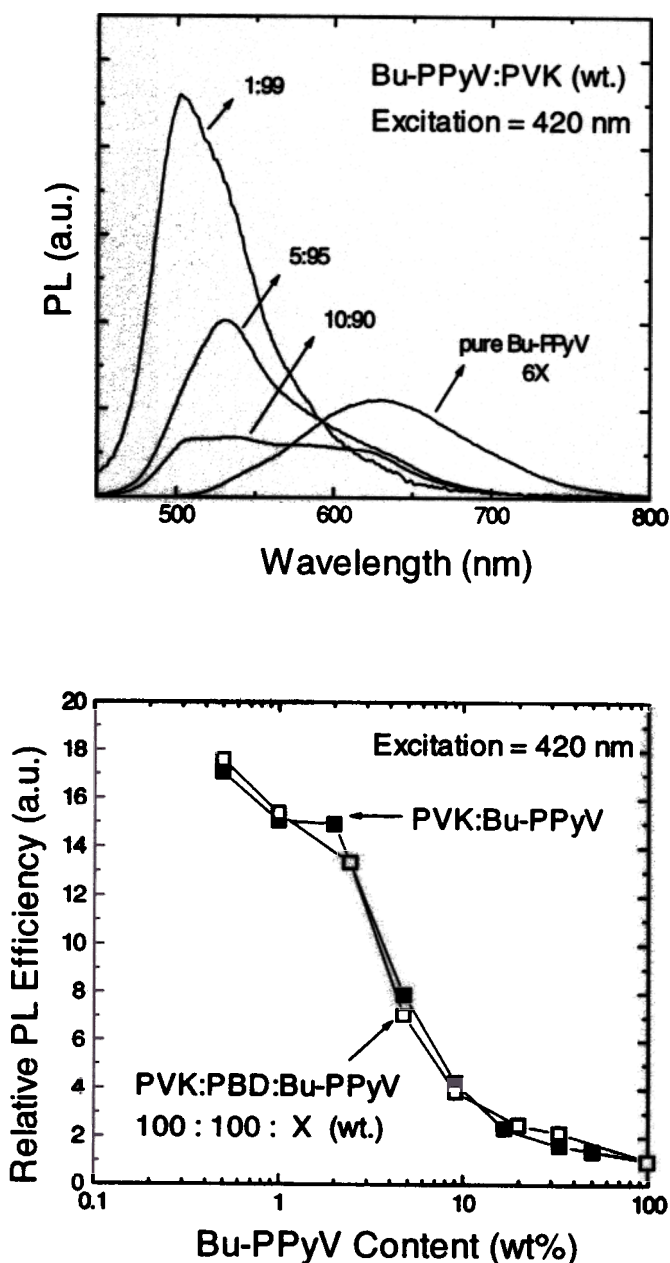 Bu-PPyV:PVK (wt.)
Excitation = 420 nm
1:99
5:95
10:90
pure Bu-PPyV
6X
PL (a.u.)
500 600 700 800
Wavelength (nm)
20
18
16
14
12
10
8
6
4
2
0
Relative PL Efficiency (a.u.)
Excitation = 420 nm
PVK:Bu-PPyV
PVK:PBD:Bu-PPyV
100 : 100 : X (wt.)
0.1 1 10 100
Bu-PPyV Content (wt%)